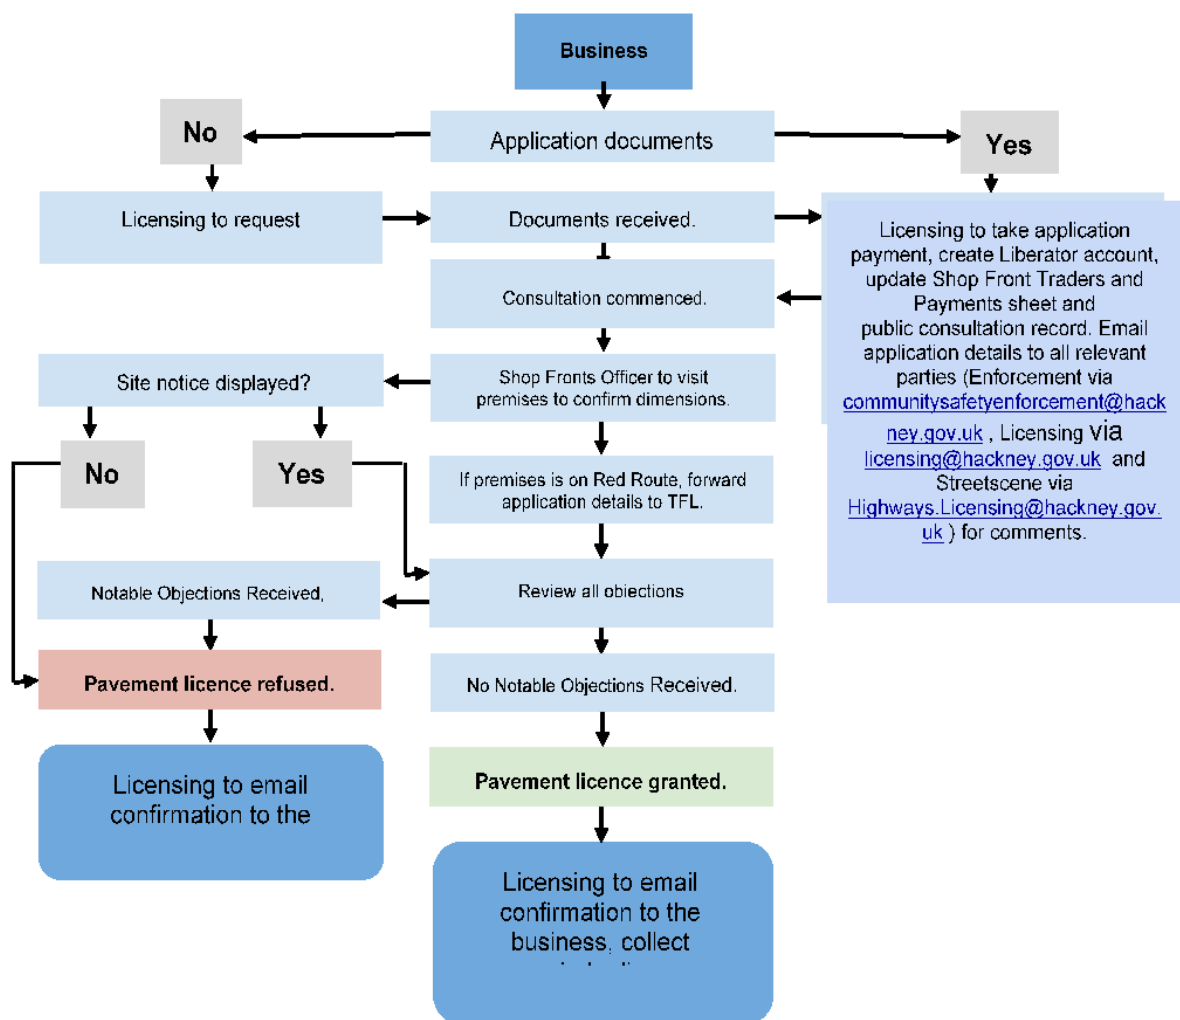 Business
No
Application documents
Yes
Licensing to request
Documents received.
Licensing to take application
payment, create Liberator account,
update Shop Front Traders and
Payments sheet and
public consultation record. Email
application details to all relevant
parties (Enforcement via
communitysafetyenforcement@hack
ney.gov.uk , Licensing via
licensing@hackney.gov.uk and
Streetscene via
Highways.Licensing@hackney.gov.
uk ) for comments.
Consultation commenced.
Site notice displayed?
Shop Fronts Officer to visit
premises to confirm dimensions.
No
Yes
If premises is on Red Route, forward
application details to TFL.
Notable Objections Received,
Review all objections
Pavement licence refused.
No Notable Objections Received.
Licensing to email
confirmation to the
Pavement licence granted.
Licensing to email
confirmation to the
business, collect